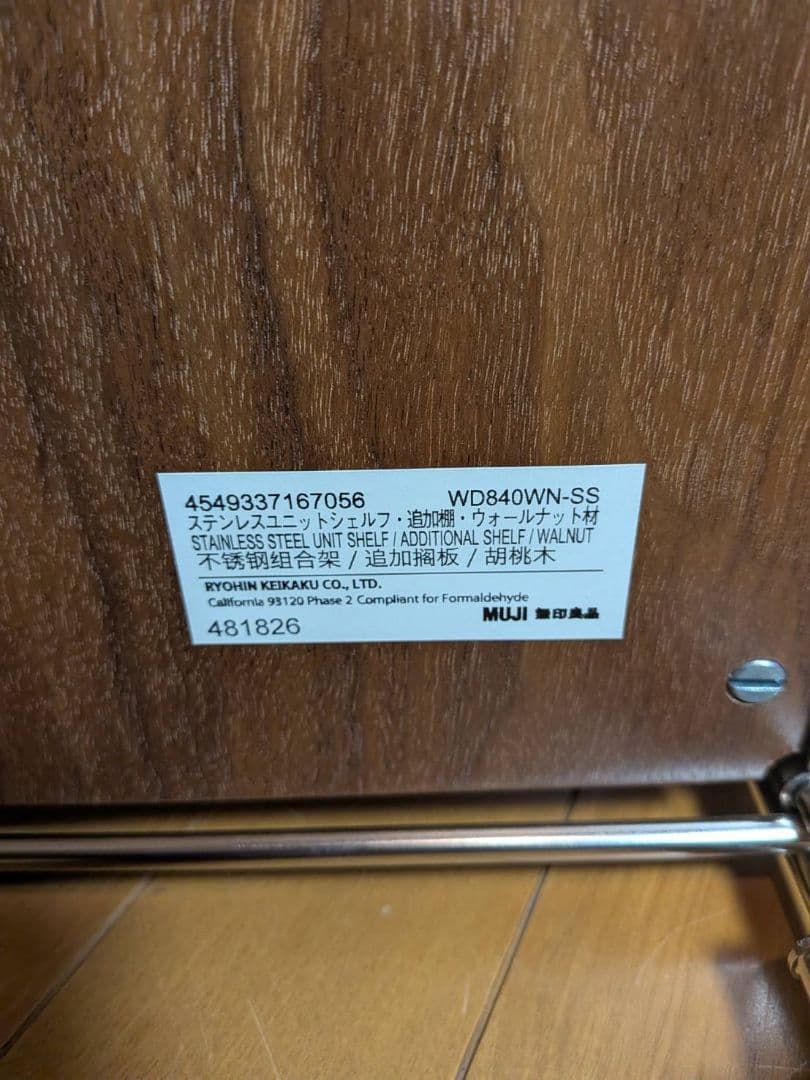 4549337167056 WD840WN-SS
ステンレスユニットシェルフ・追加棚・ウォールナット材
STAINLESS STEEL UNIT SHELF / ADDITIONAL SHELF / WALNUT
不锈钢组合架 / 追加搁板 / 胡桃木
RYOHIN KEIKAKU CO., LTD.
California 93120 Phase 2 Compliant for Formaldehyde
481826 MUJI 無印良品